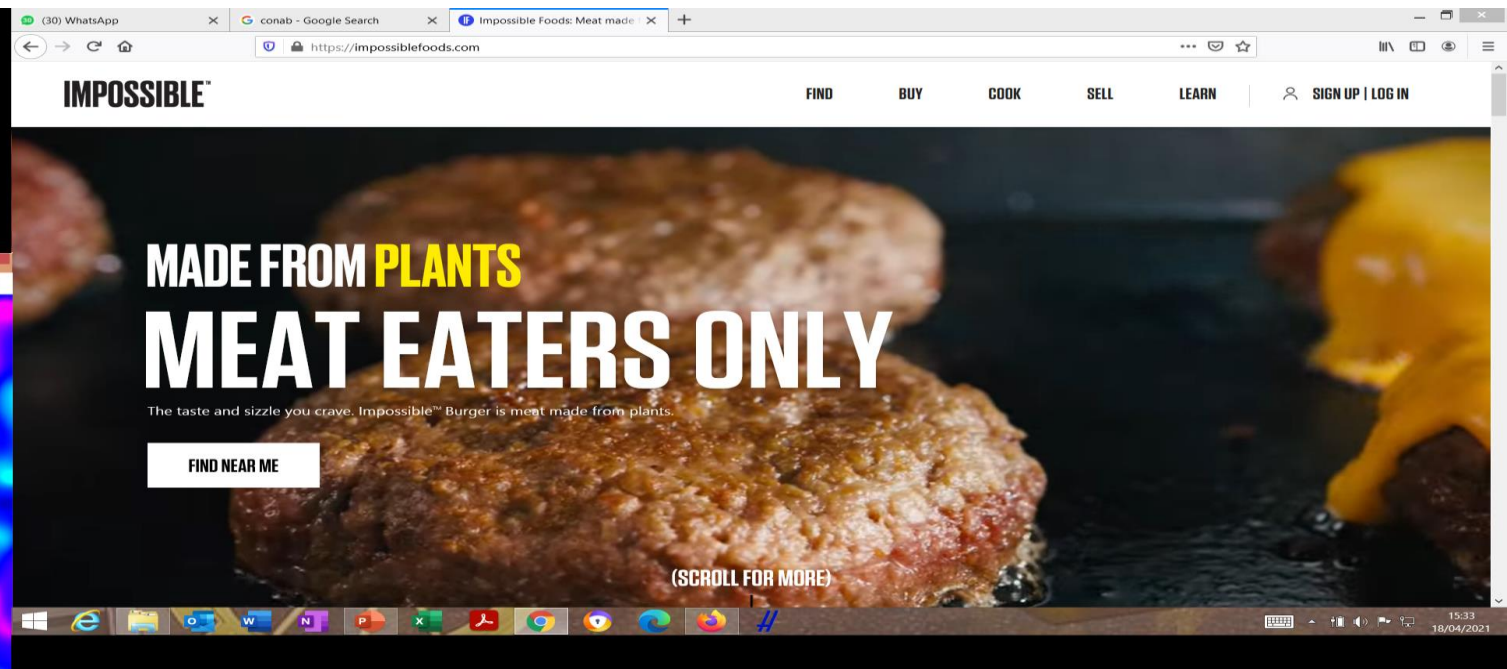 (30) WhatsApp
conab - Google Search
Impossible Foods: Meat made
https://impossiblefoods.com
IMPOSSIBLE™
FIND BUY COOK SELL LEARN SIGN UP | LOG IN
MADE FROM PLANTS
MEAT EATERS ONLY
The taste and sizzle you crave. Impossible™ Burger is meat made from plants.
FIND NEAR ME
(SCROLL FOR MORE)
15:33
18/04/2021